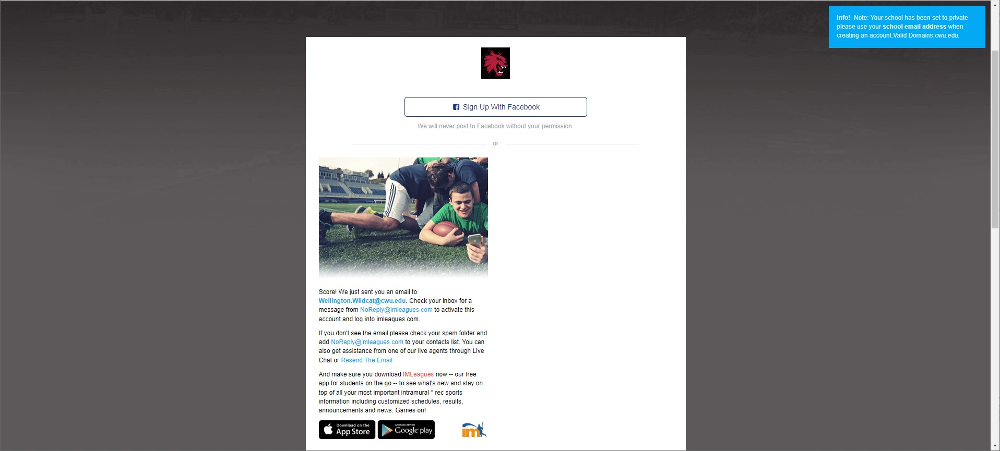 Info! Note: Your school has been set to private
please use your school email address when
creating an account.Valid Domains:cwu.edu.
Sign Up With Facebook
We will never post to Facebook without your permission.
or
Score! We just sent you an email to
Wellington.Wildcat@cwu.edu. Check your inbox for a
message from NoReply@imleagues.com to activate this
account and log into imleagues.com.
If you don't see the email please check your spam folder and
add NoReply@imleagues.com to your contacts list. You can
also get assistance from one of our live agents through Live
Chat or Resend The Email
And make sure you download IMLeagues now -- our free
app for students on the go -- to see what's new and stay on
top of all your most important intramural * rec sports
information including customized schedules, results,
announcements and news. Games on!
Download on the
App Store
ANDROID APP ON
Google play
im